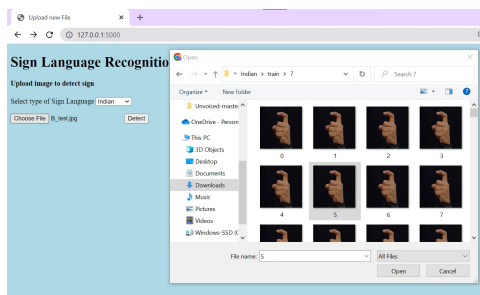 Upload new File
127.0.0.1:5000
Sign Language Recognitio
Upload image to detect sign
Select type of Sign Language Indian
Choose File B_test.jpg Detect
Open
Indian > train > 7
Search 7
Organize
New folder
Unvoiced-master
OneDrive - Person
This PC
3D Objects
Desktop
Documents
Downloads
Music
Pictures
Videos
Windows-SSD (C
0 1 2 3
4 5 6 7
File name: 5
All Files
Open Cancel